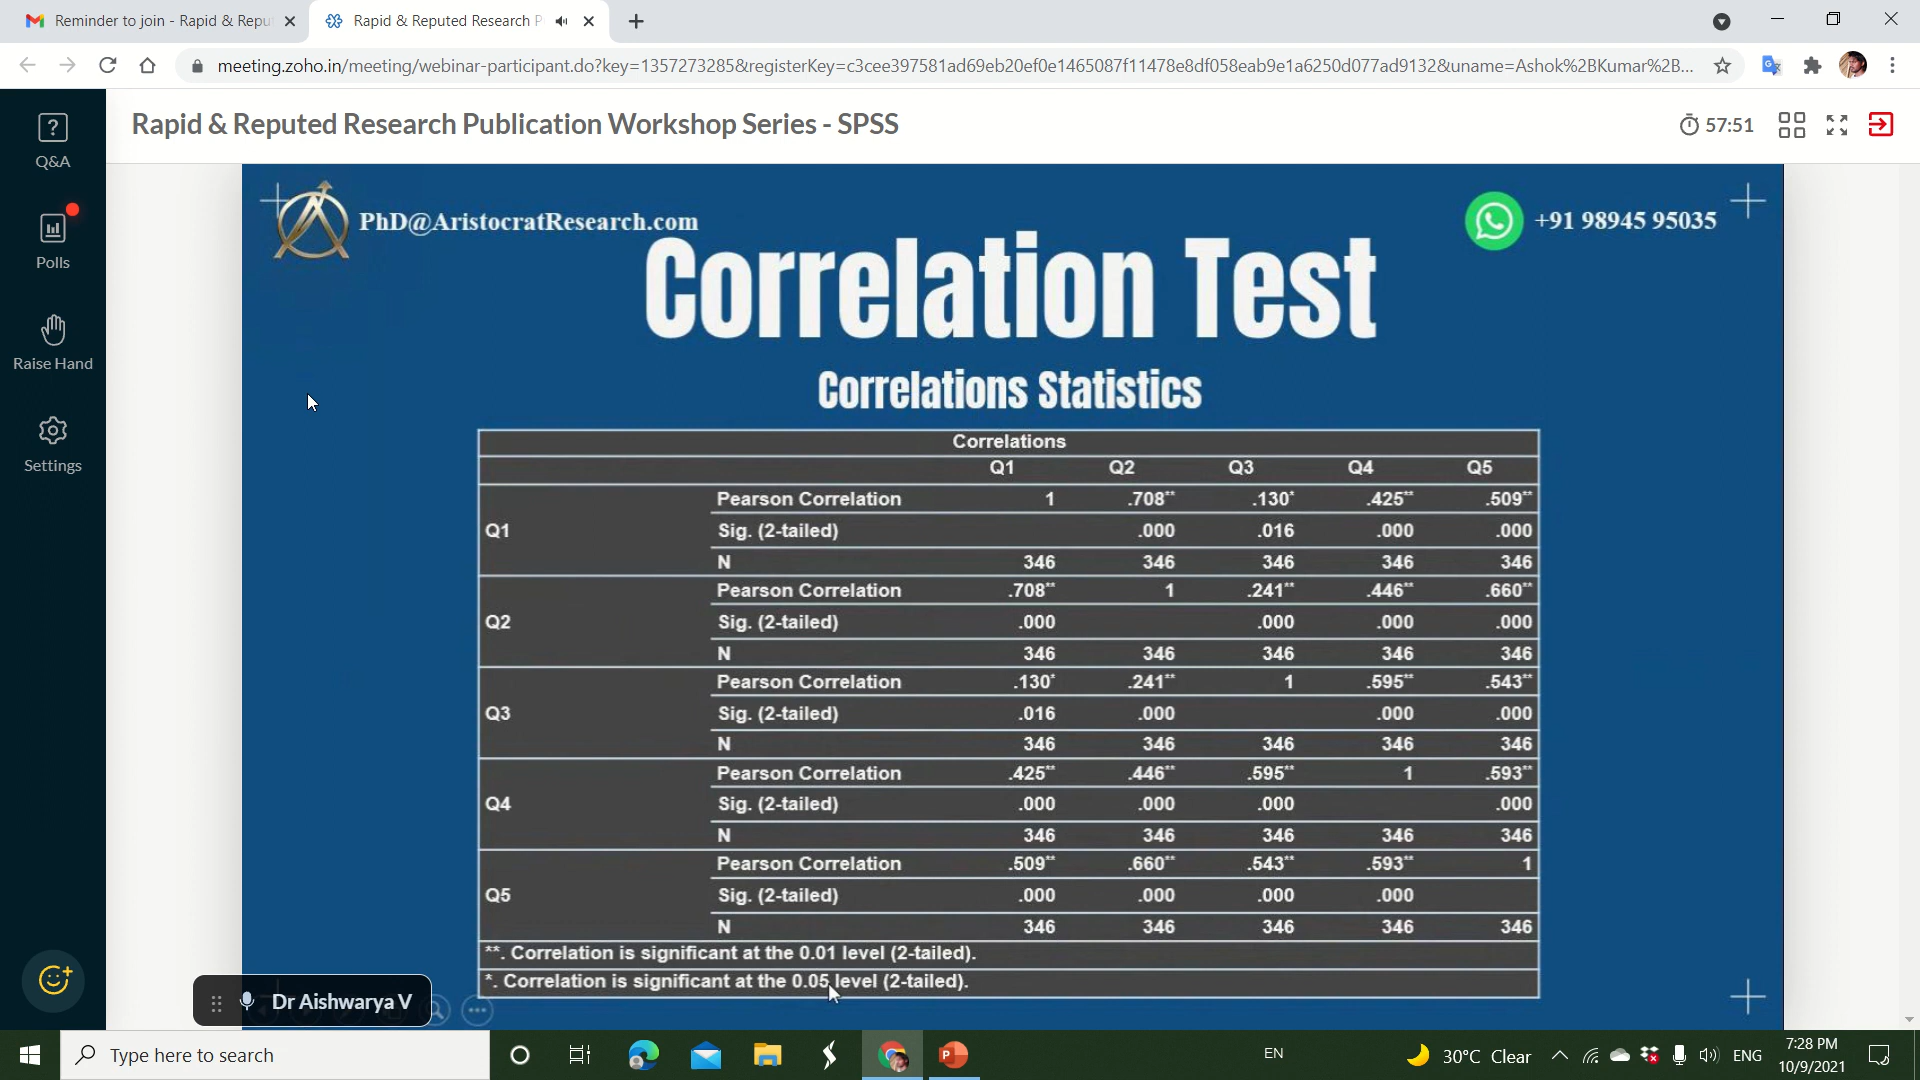 Reminder to join - Rapid & Repu
Rapid & Reputed Research P
meeting.zoho.in/meeting/webinar-participant.do?key=1357273285&registerKey=c3cee397581ad69eb20ef0e1465087f11478e8df058eab9e1a6250d077ad9132&uname=Ashok%2BKumar%2B...
Rapid & Reputed Research Publication Workshop Series - SPSS
57:51
Q&A
Polls
Raise Hand
Settings
PhD@AristocratResearch.com
+91 98945 95035
Correlation Test
Correlations Statistics
Correlations
Q1 Q2 Q3 Q4 Q5
Pearson Correlation 1 .708** .130* .425** .509**
Q1 Sig. (2-tailed) .000 .016 .000 .000
N 346 346 346 346 346
Pearson Correlation .708** 1 .241** .446** .660**
Q2 Sig. (2-tailed) .000 .000 .000 .000
N 346 346 346 346 346
Pearson Correlation .130* .241** 1 .595** .543**
Q3 Sig. (2-tailed) .016 .000 .000 .000
N 346 346 346 346 346
Pearson Correlation .425** .446** .595** 1 .593**
Q4 Sig. (2-tailed) .000 .000 .000 .000
N 346 346 346 346 346
Pearson Correlation .509** .660** .543** .593** 1
Q5 Sig. (2-tailed) .000 .000 .000 .000
N 346 346 346 346 346
**. Correlation is significant at the 0.01 level (2-tailed).
*. Correlation is significant at the 0.05 level (2-tailed).
Dr Aishwarya V
Type here to search
EN
30°C Clear
ENG
7:28 PM
10/9/2021